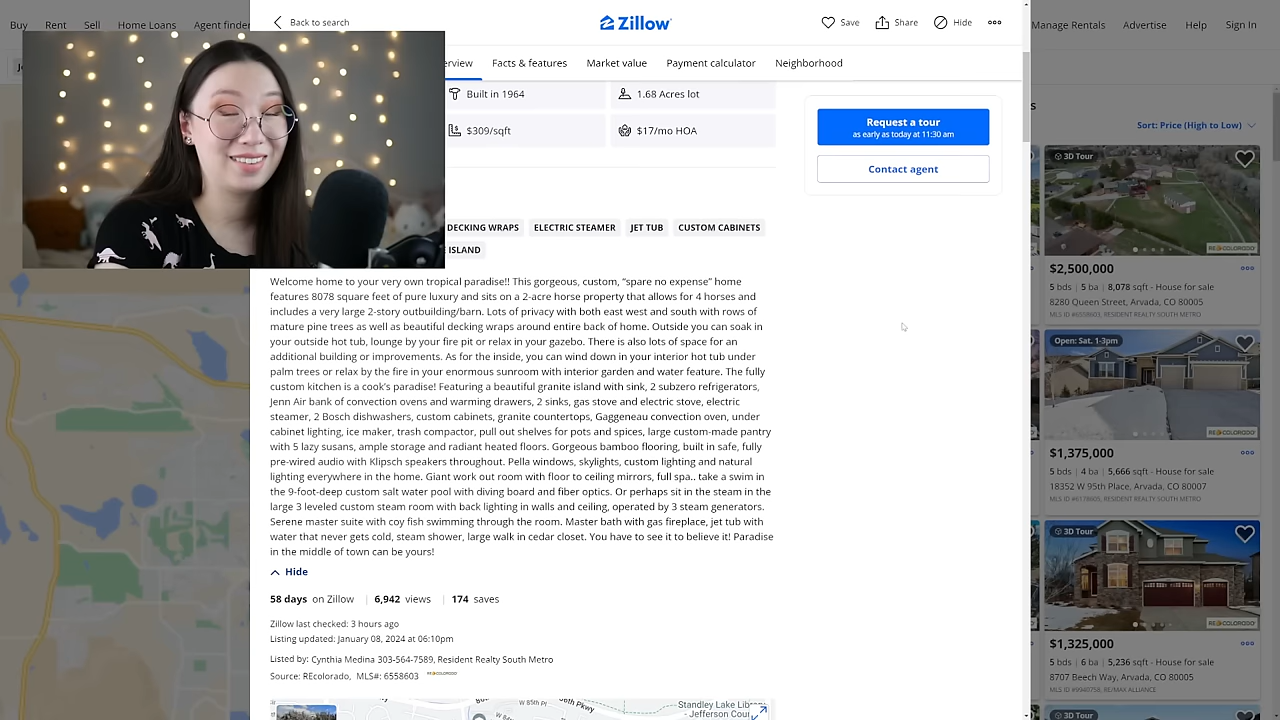 Buy Rent Sell Home Loans Agent finder
Back to search
Zillow
Save
Share
Hide
Manage Rentals Advertise Help Sign In
Facts & features
Market value
Payment calculator
Neighborhood
Built in 1964
1.68 Acres lot
$309/sqft
$17/mo HOA
Request a tour
as early as today at 11:30 am
Contact agent
DECKING WRAPS
ELECTRIC STEAMER
JET TUB
CUSTOM CABINETS
ISLAND
Welcome home to your very own tropical paradise!! This gorgeous, custom, “spare no expense” home
features 8078 square feet of pure luxury and sits on a 2-acre horse property that allows for 4 horses and
includes a very large 2-story outbuilding/barn. Lots of privacy with both east west and south with rows of
mature pine trees as well as beautiful decking wraps around entire back of home. Outside you can soak in
your outside hot tub, lounge by your fire pit or relax in your gazebo. There is also lots of space for an
additional building or improvements. As for the inside, you can wind down in your interior hot tub under
palm trees or relax by the fire in your enormous sunroom with interior garden and water feature. The fully
custom kitchen is a cook's paradise! Featuring a beautiful granite island with sink, 2 subzero refrigerators,
Jenn Air bank of convection ovens and warming drawers, 2 sinks, gas stove and electric stove, electric
steamer, 2 Bosch dishwashers, custom cabinets, granite countertops, Gaggeneau convection oven, under
cabinet lighting, ice maker, trash compactor, pull out shelves for pots and spices, large custom-made pantry
with 5 lazy susans, ample storage and radiant heated floors. Gorgeous bamboo flooring, built in safe, fully
pre-wired audio with Klipsch speakers throughout. Pella windows, skylights, custom lighting and natural
lighting everywhere in the home. Giant work out room with floor to ceiling mirrors, full spa.. take a swim in
the 9-foot-deep custom salt water pool with diving board and fiber optics. Or perhaps sit in the steam in the
large 3 leveled custom steam room with back lighting in walls and ceiling, operated by 3 steam generators.
Serene master suite with coy fish swimming through the room. Master bath with gas fireplace, jet tub with
water that never gets cold, steam shower, large walk in cedar closet. You have to see it to believe it! Paradise
in the middle of town can be yours!
Hide
58 days on Zillow | 6,942 views | 174 saves
Zillow last checked: 3 hours ago
Listing updated: January 08, 2024 at 06:10pm
Listed by: Cynthia Medina 303-564-7589, Resident Realty South Metro
Source: REcolorado, MLS#: 6558603
W 85th Pl
Standley Lake Libr
- Jefferson Cou
Sort: Price (High to Low)
3D Tour
RECOLORADO
$2,500,000
5 bds | 5 ba | 8,078 sqft - House for sale
8280 Queen Street, Arvada, CO 80005
MLS ID #6558603, RESIDENT REALTY SOUTH METRO
Open: Sat. 1-3pm
RECOLORADO
$1,375,000
5 bds | 4 ba | 5,666 sqft - House for sale
18352 W 95th Place, Arvada, CO 80007
3D Tour
RECOLORADO
$1,325,000
5 bds | 6 ba | 5,236 sqft - House for sale
8707 Beech Way, Arvada, CO 80005
MLS ID #9940758, RE/MAX ALLIANCE
3D Tour